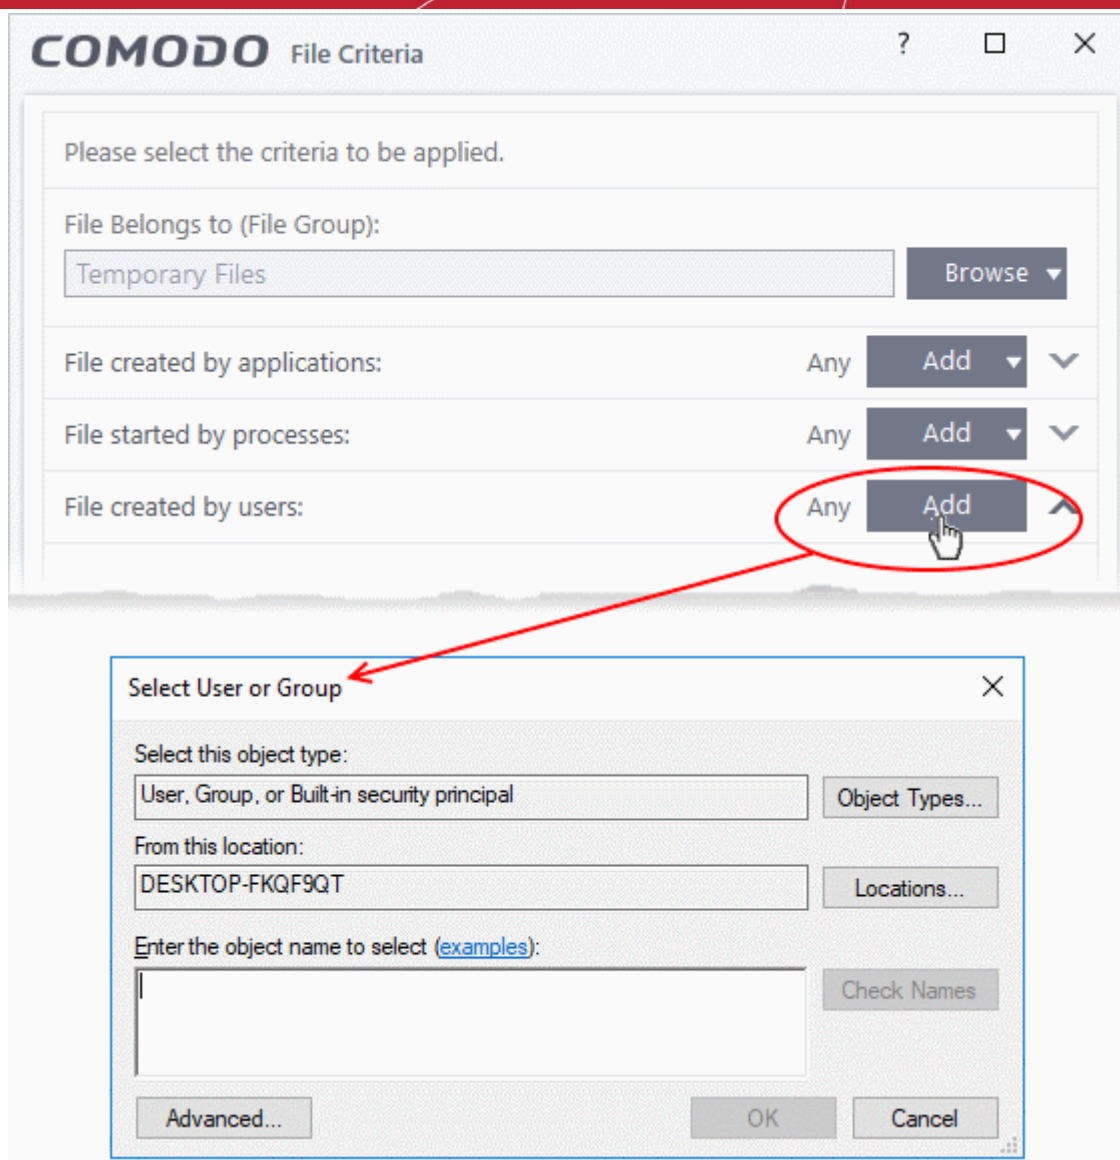 COMODO File Criteria ?
Please select the criteria to be applied.
File Belongs to (File Group):
Temporary Files Browse
File created by applications: Any Add
File started by processes: Any Add
File created by users: Any Add
Select User or Group
Select this object type:
User, Group, or Built-in security principal Object Types...
From this location:
DESKTOP-FKQF9QT Locations...
Enter the object name to select (examples):
Check Names
Advanced... OK Cancel